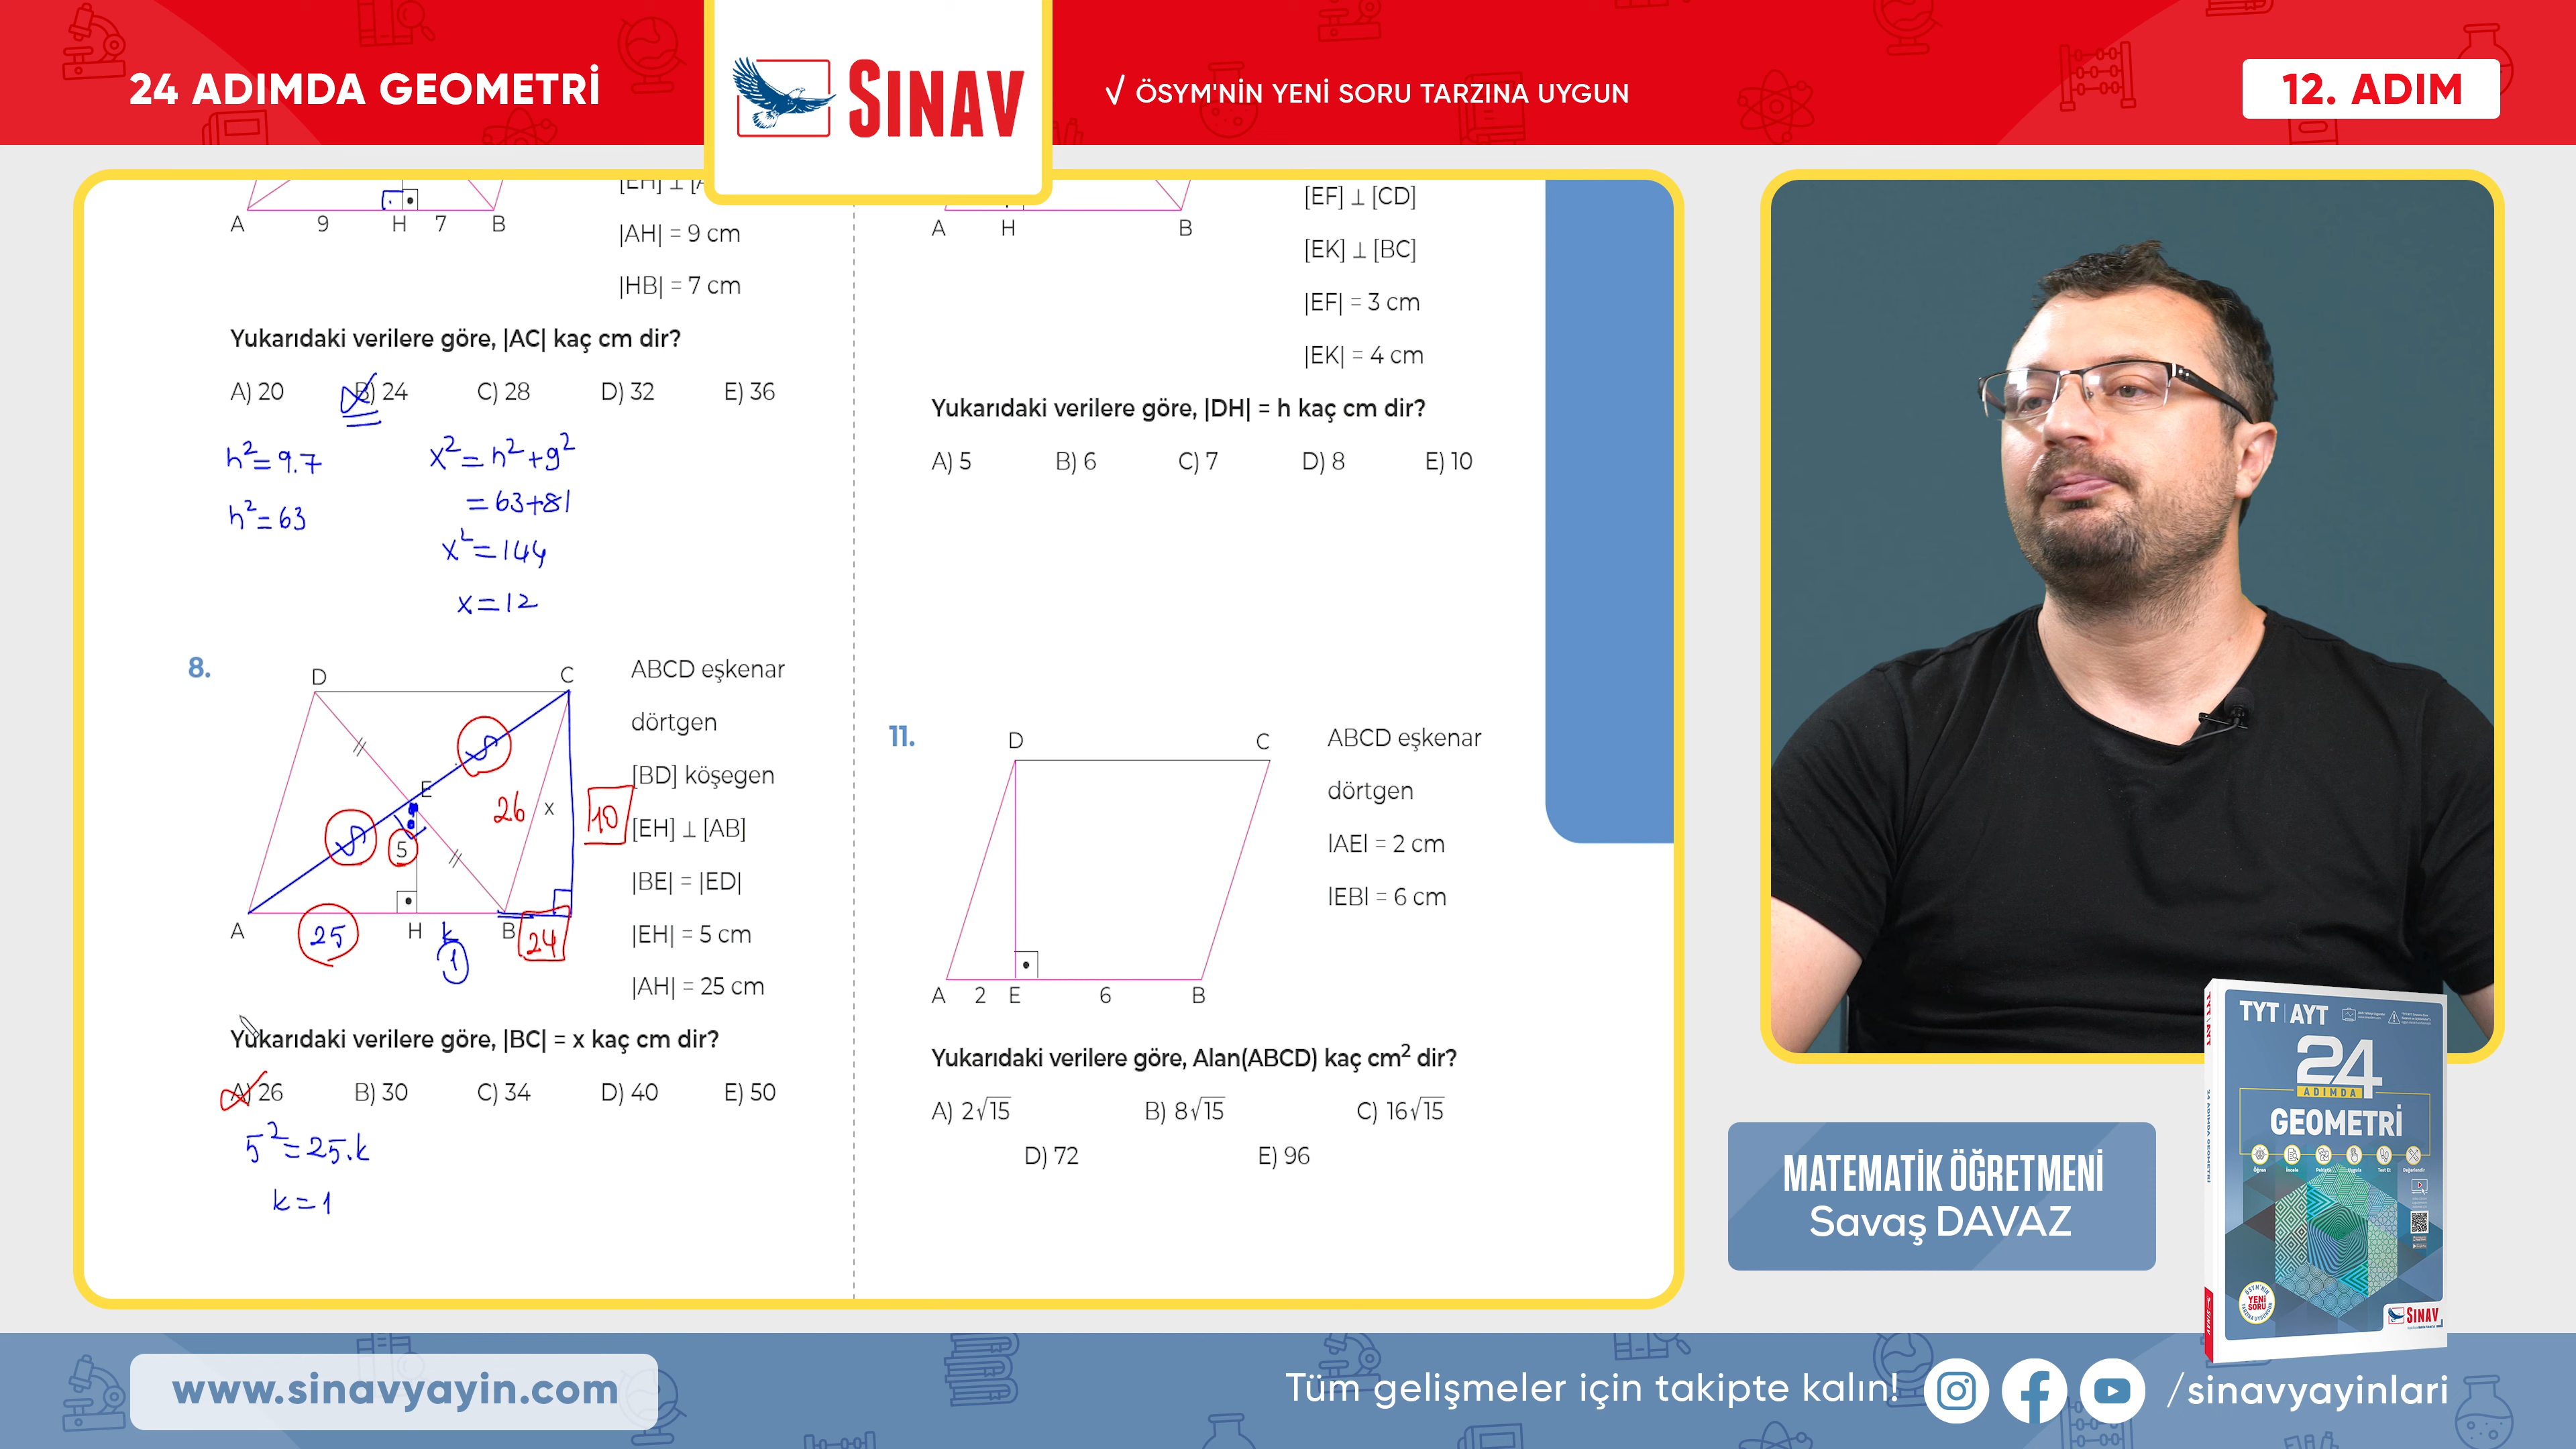 24 ADIMDA GEOMETRİ
SINAV
√ ÖSYM'NİN YENİ SORU TARZINA UYGUN
12. ADIM
A 9 H 7 B
|AH| = 9 cm
|HB| = 7 cm
Yukarıdaki verilere göre, |AC| kaç cm dir?
A) 20 B) 24 C) 28 D) 32 E) 36
h²=9.7
h²=63
x²=h²+9²
=63+81
x²=144
x=12
8.
D C
E
26 x
10
5
A 25 H k B 24
1
ABCD eşkenar
dörtgen
[BD] köşegen
[EH] ⊥ [AB]
|BE| = |ED|
|EH| = 5 cm
|AH| = 25 cm
Yukarıdaki verilere göre, |BC| = x kaç cm dir?
A) 26 B) 30 C) 34 D) 40 E) 50
5²=25.k
k=1
A H B
[EF] ⊥ [CD]
[EK] ⊥ [BC]
|EF| = 3 cm
|EK| = 4 cm
Yukarıdaki verilere göre, |DH| = h kaç cm dir?
A) 5 B) 6 C) 7 D) 8 E) 10
11.
D C
A 2 E 6 B
ABCD eşkenar
dörtgen
|AE| = 2 cm
|EB| = 6 cm
Yukarıdaki verilere göre, Alan(ABCD) kaç cm² dir?
A) 2√15 B) 8√15 C) 16√15
D) 72 E) 96
MATEMATİK ÖĞRETMENİ
Savaş DAVAZ
TYT AYT
24
ADIMDA
GEOMETRİ
YENİ
SORU
SINAV
www.sinavyayin.com
Tüm gelişmeler için takipte kalın!
/sinavyayinlari